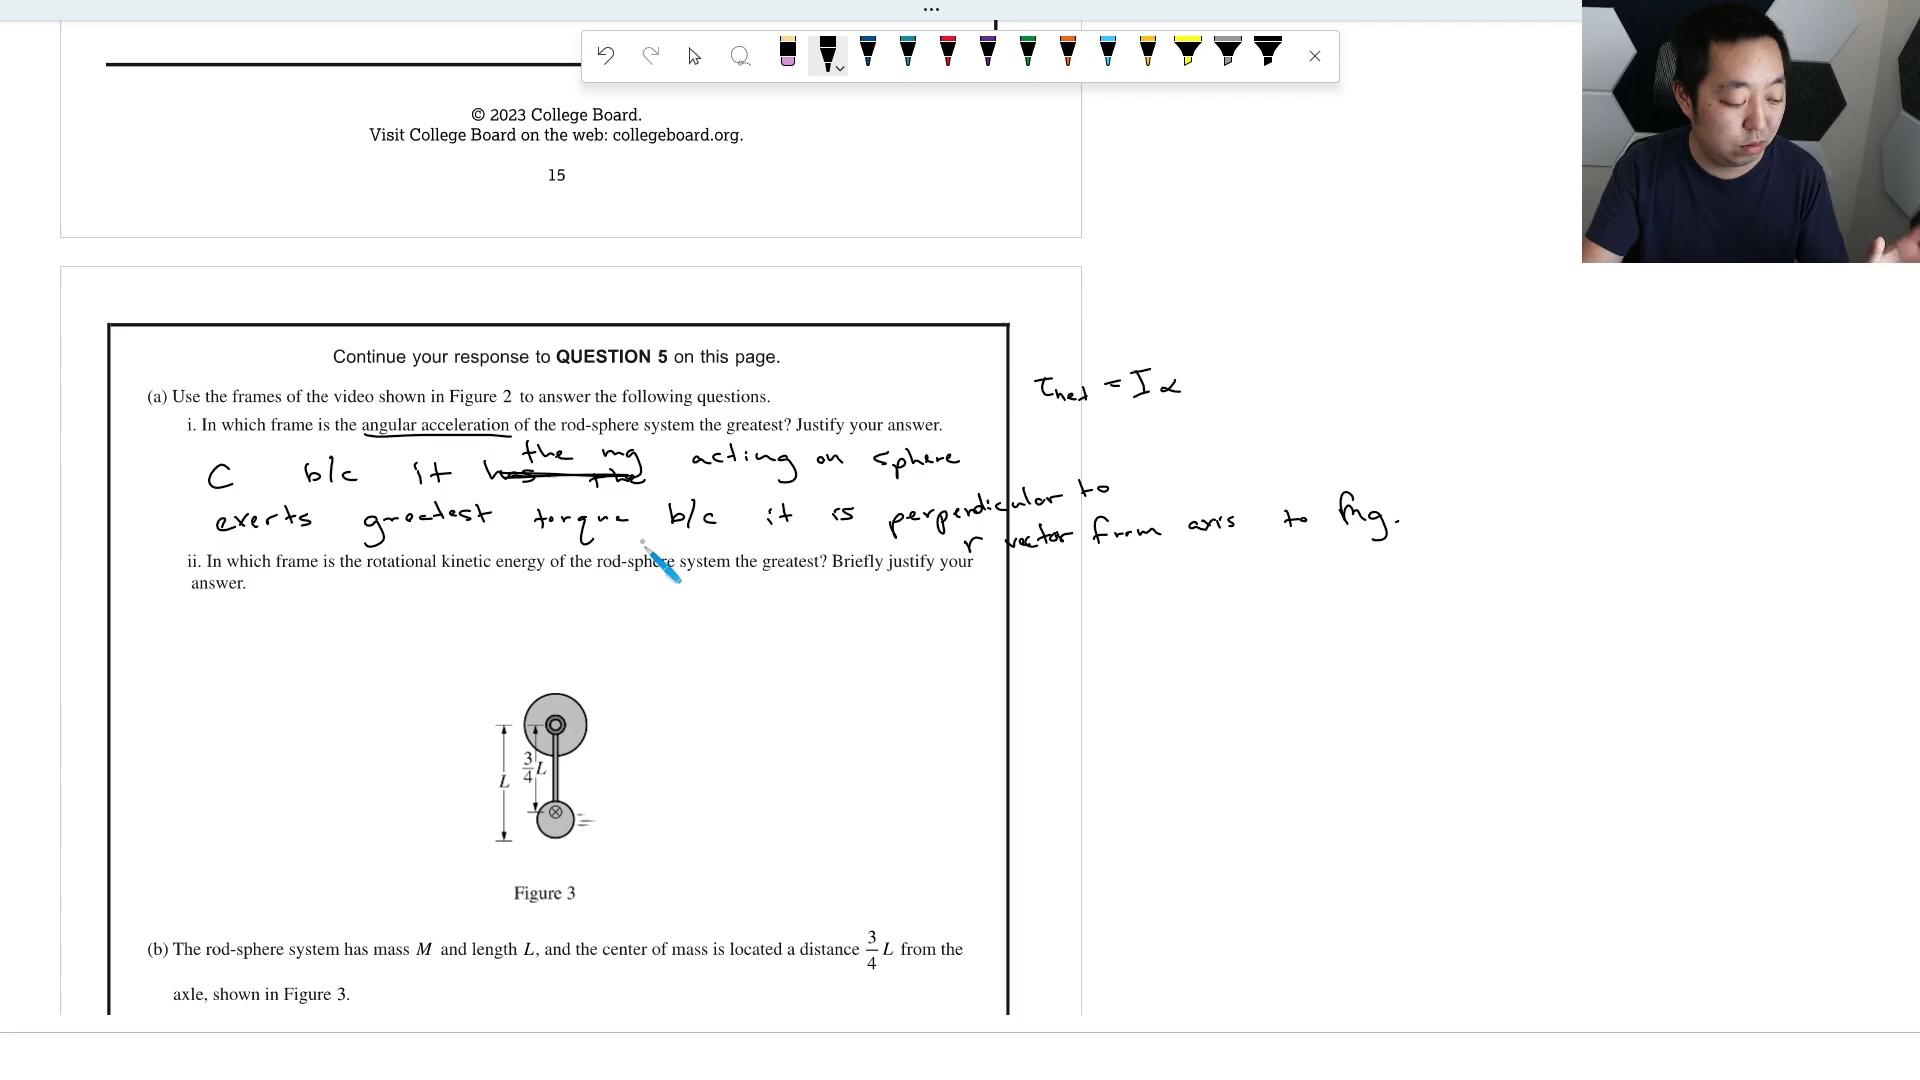 ...
© 2023 College Board.
Visit College Board on the web: collegeboard.org.
15
Continue your response to QUESTION 5 on this page.
(a) Use the frames of the video shown in Figure 2 to answer the following questions.
τnet = I α
i. In which frame is the angular acceleration of the rod-sphere system the greatest? Justify your answer.
C b/c it has the the mg acting on sphere
exerts greatest torque b/c it is perpendicular to
r vector from axis to Mg.
ii. In which frame is the rotational kinetic energy of the rod-sphere system the greatest? Briefly justify your
answer.
L
3/4 L
Figure 3
(b) The rod-sphere system has mass M and length L, and the center of mass is located a distance 3/4 L from the
axle, shown in Figure 3.